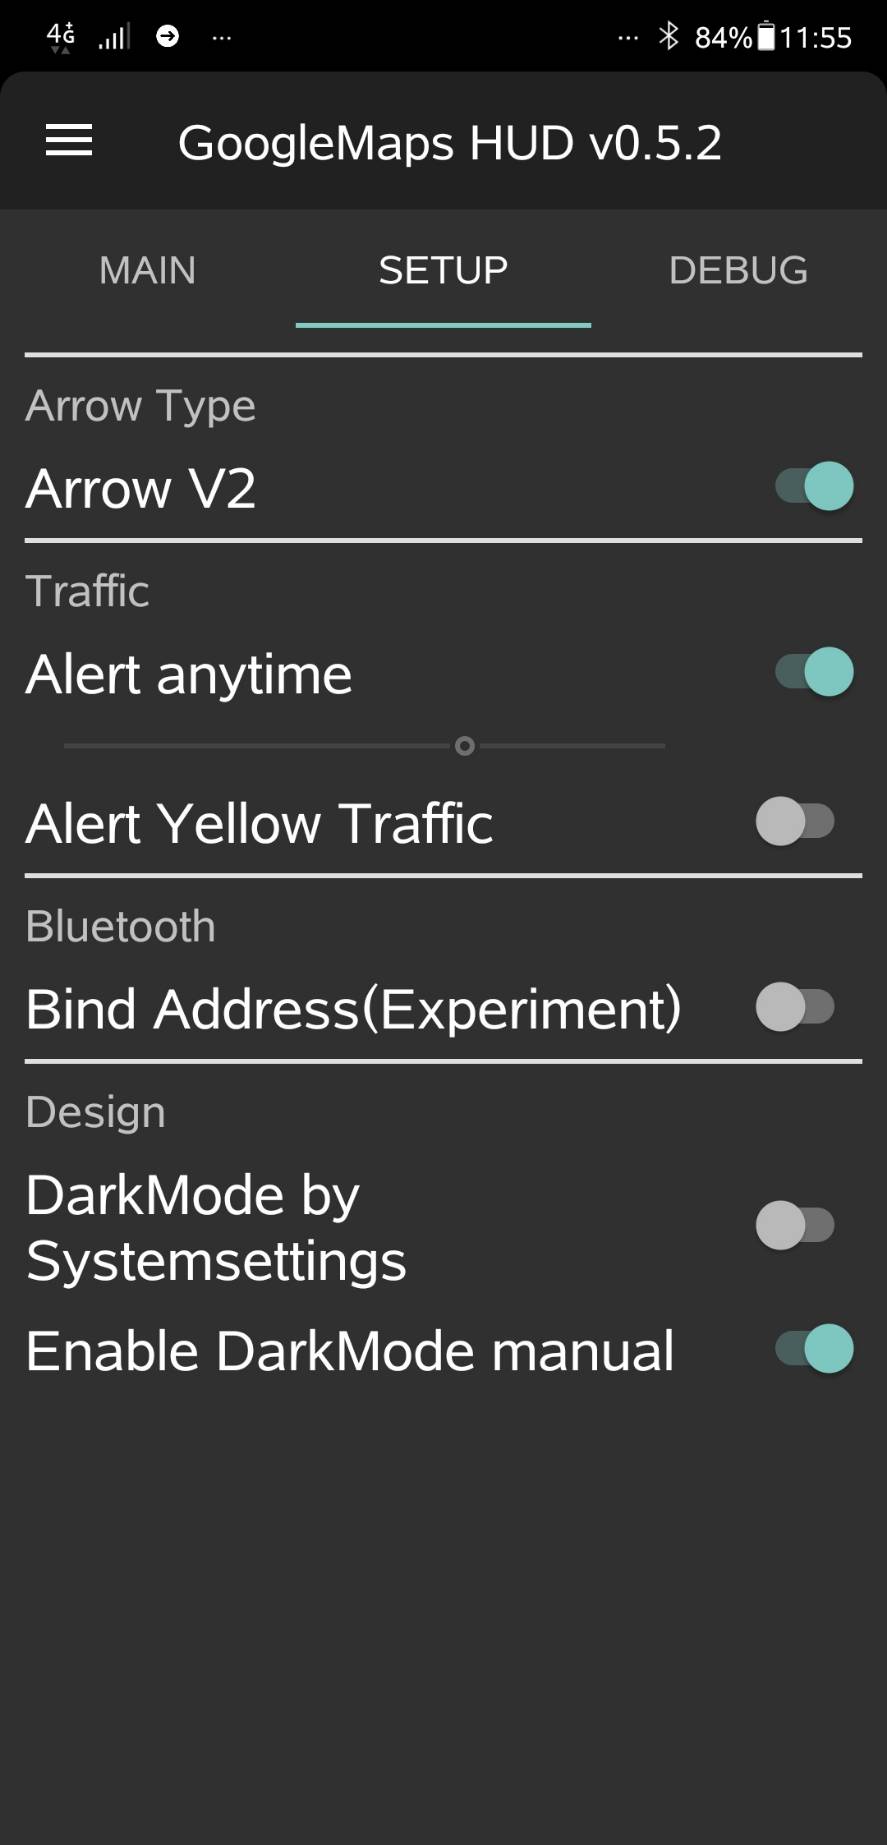 4G+ ... ... 84% 11:55
GoogleMaps HUD v0.5.2
MAIN SETUP DEBUG
Arrow Type
Arrow V2
Traffic
Alert anytime
Alert Yellow Traffic
Bluetooth
Bind Address(Experiment)
Design
DarkMode by
Systemsettings
Enable DarkMode manual